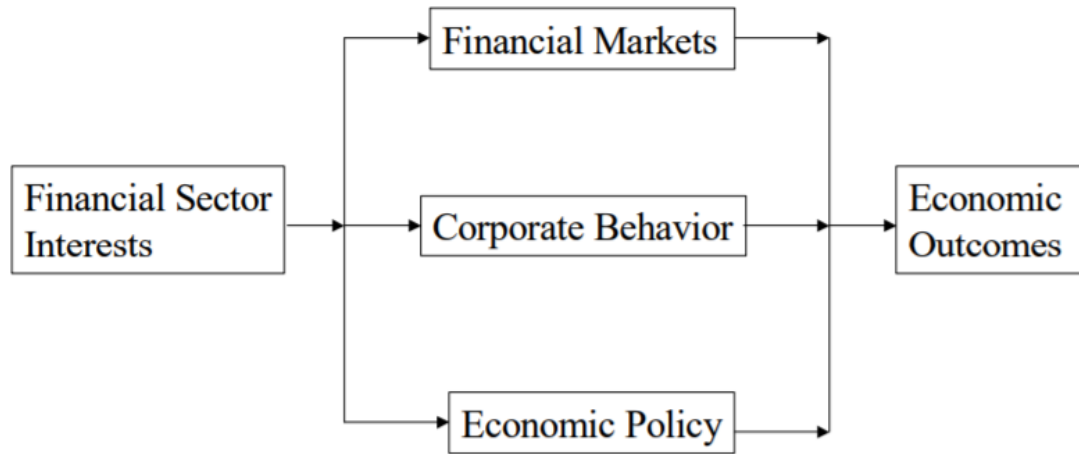 Financial Markets
Financial Sector
Interests
Corporate Behavior
Economic
Outcomes
Economic Policy